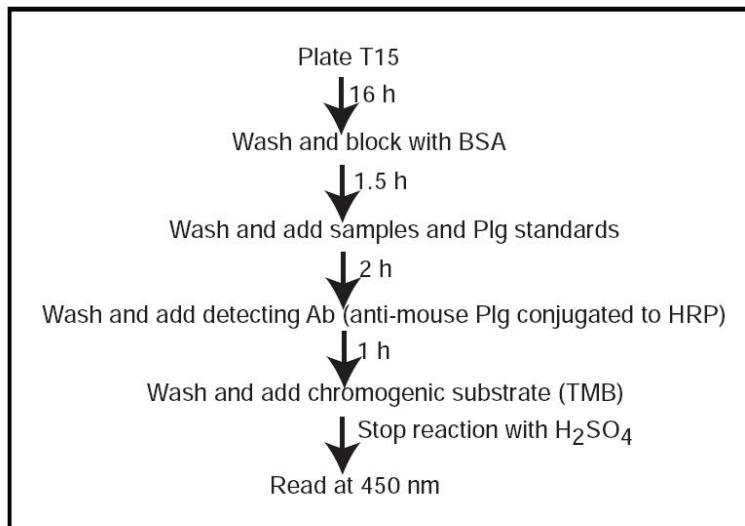 Plate T15
16 h
Wash and block with BSA
1.5 h
Wash and add samples and Plg standards
2 h
Wash and add detecting Ab (anti-mouse Plg conjugated to HRP)
1 h
Wash and add chromogenic substrate (TMB)
Stop reaction with H2SO4
Read at 450 nm